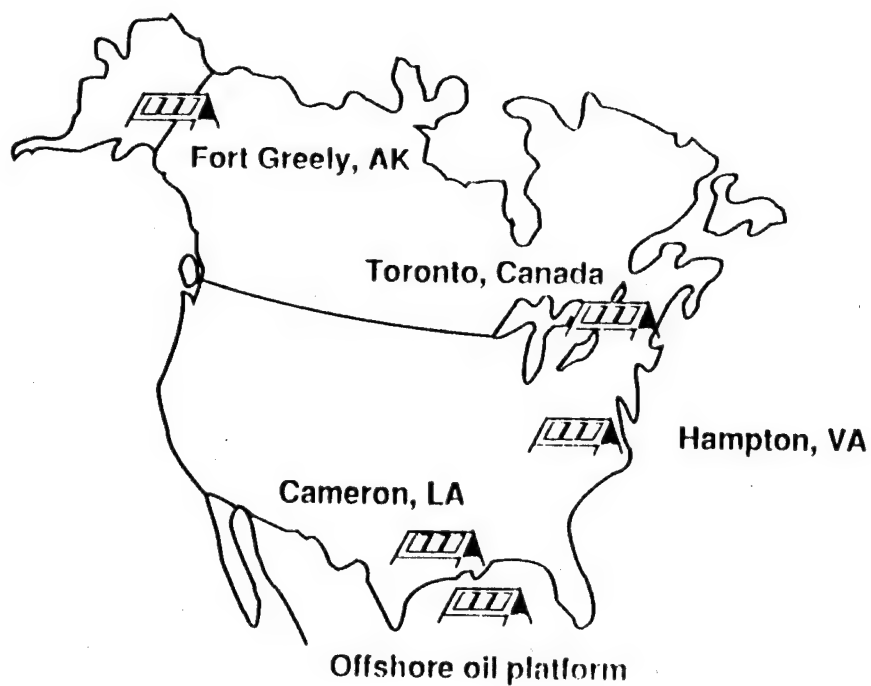 Fort Greely, AK
Toronto, Canada
Hampton, VA
Cameron, LA
Offshore oil platform